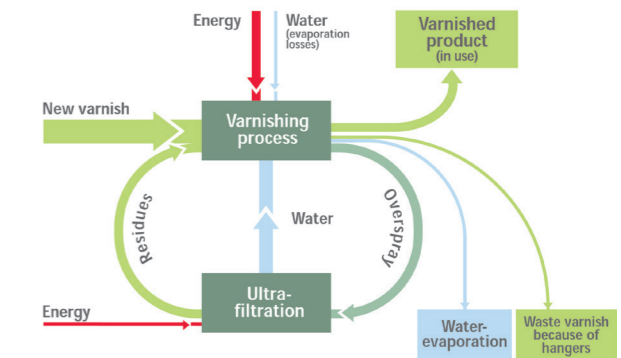 Energy
Water
(evaporation
losses)
Varnished
product
(in use)
New varnish
Varnishing
process
Residues
Water
Overspray
Ultra-
filtration
Energy
Water-
evaporation
Waste varnish
because of
hangers